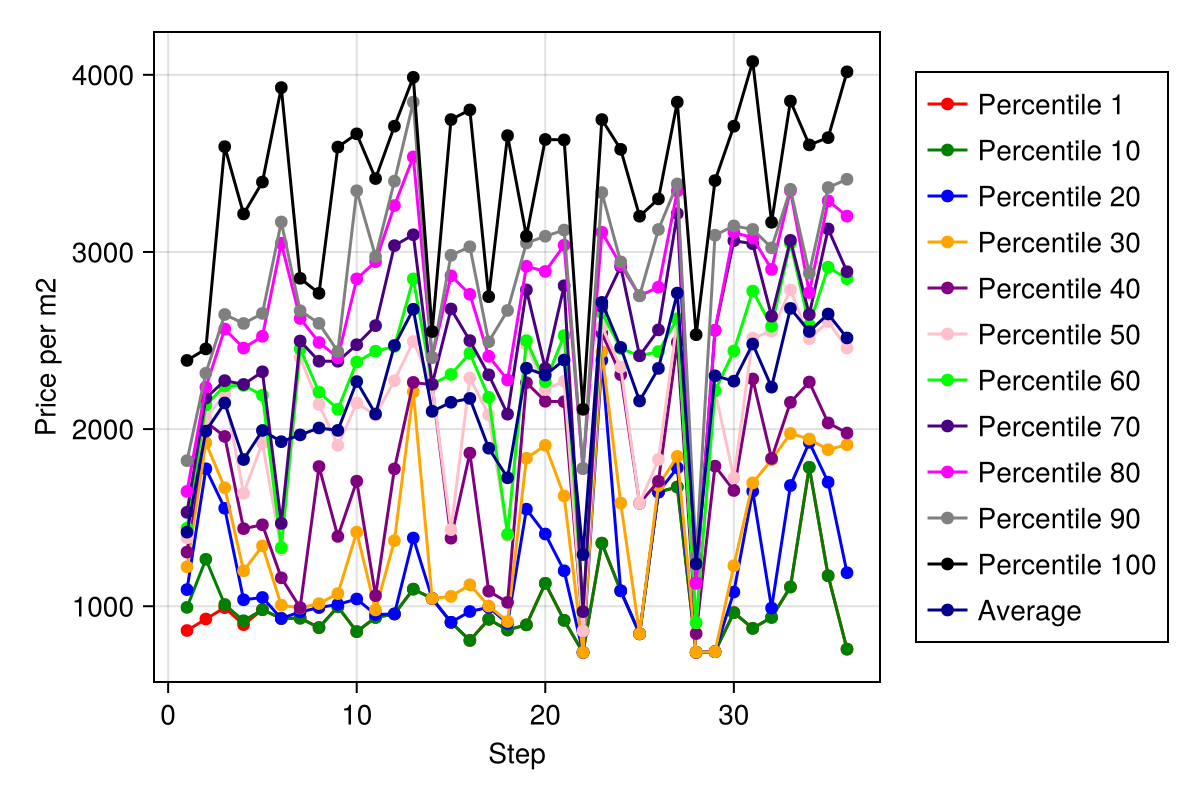 4000
3000
2000
1000
Price per m2
0 10 20 30
Step
Percentile 1
Percentile 10
Percentile 20
Percentile 30
Percentile 40
Percentile 50
Percentile 60
Percentile 70
Percentile 80
Percentile 90
Percentile 100
Average